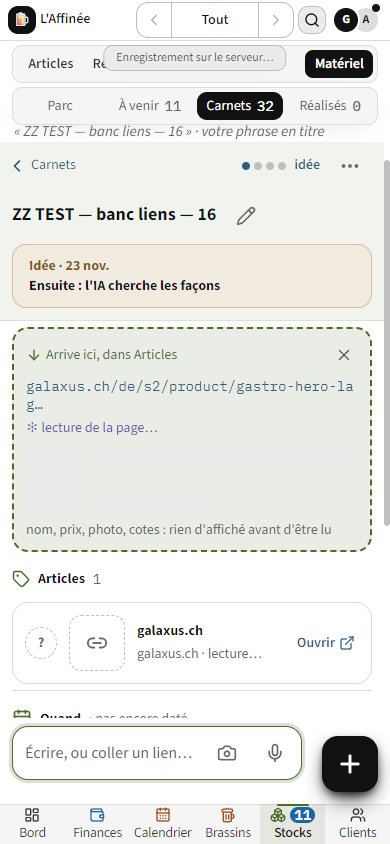 L'Affinée
Tout
G
A
Articles
Re
Enregistrement sur le serveur…
Matériel
Parc
À venir 11
Carnets 32
Réalisés 0
« ZZ TEST — banc liens — 16 » · votre phrase en titre
Carnets
idée
ZZ TEST — banc liens — 16
Idée · 23 nov.
Ensuite : l'IA cherche les façons
Arrive ici, dans Articles
galaxus.ch/de/s2/product/gastro-hero-la
g…
lecture de la page…
nom, prix, photo, cotes : rien d'affiché avant d'être lu
Articles 1
?
galaxus.ch
galaxus.ch · lecture…
Ouvrir
Quand · pas encore daté
Écrire, ou coller un lien…
Bord
Finances
Calendrier
Brassins
11
Stocks
Clients